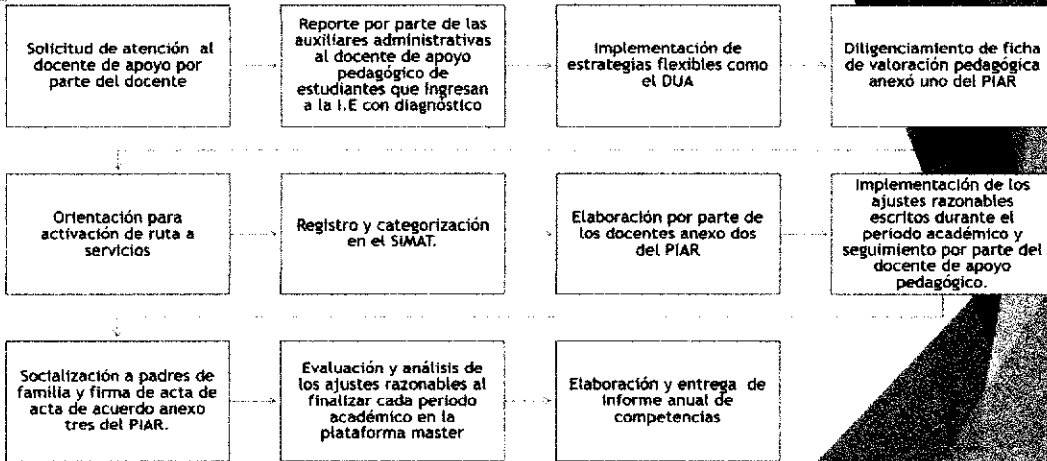 Solicitud de atención al
docente de apoyo por
parte del docente
Reporte por parte de las
auxiliares administrativas
al docente de apoyo
pedagógico de
estudiantes que ingresan
a la I.E con diagnóstico
Implementación de
estrategias flexibles como
el DUA
Diligenciamiento de ficha
de valoración pedagógica
anexó uno del PIAR
Orientación para
activación de ruta a
servicios
Registro y categorización
en el SIMAT.
Elaboración por parte de
los docentes anexo dos
del PIAR
Implementación de los
ajustes razonables
escritos durante el
período académico y
seguimiento por parte del
docente de apoyo
pedagógico.
Socialización a padres de
familia y firma de acta de
acta de acuerdo anexo
tres del PIAR.
Evaluación y análisis de
los ajustes razonables al
finalizar cada período
académico en la
plataforma master
Elaboración y entrega de
informe anual de
competencias